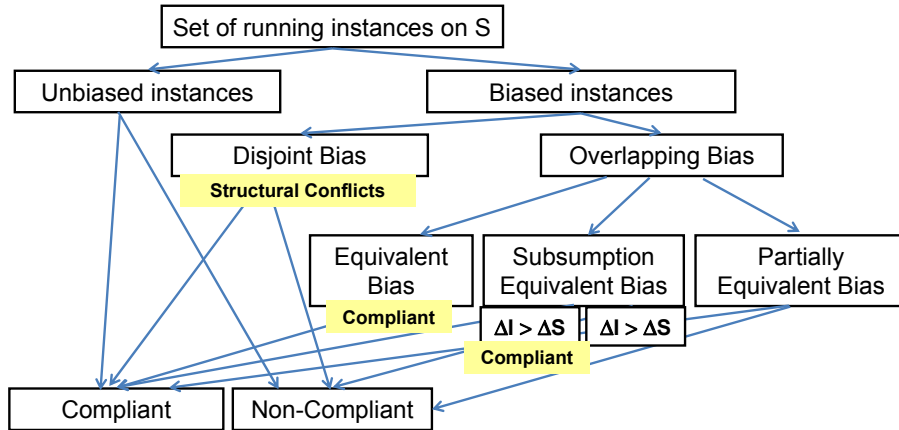 Set of running instances on S
Unbiased instances
Biased instances
Disjoint Bias
Overlapping Bias
Structural Conflicts
Equivalent
Bias
Subsumption
Equivalent Bias
Partially
Equivalent Bias
Compliant
ΔI > ΔS
ΔI > ΔS
Compliant
Compliant
Non-Compliant